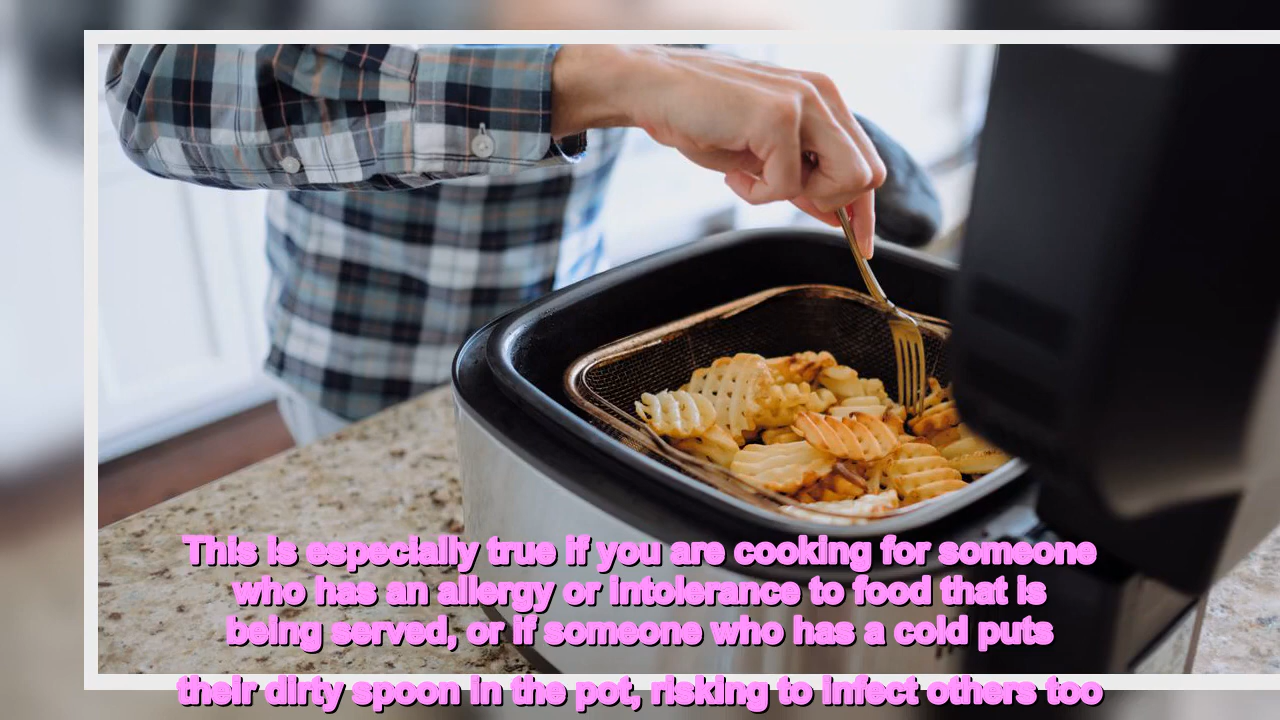 This is especially true if you are cooking for someone
who has an allergy or intolerance to food that is
being served, or if someone who has a cold puts
their dirty spoon in the pot, risking to infect others too